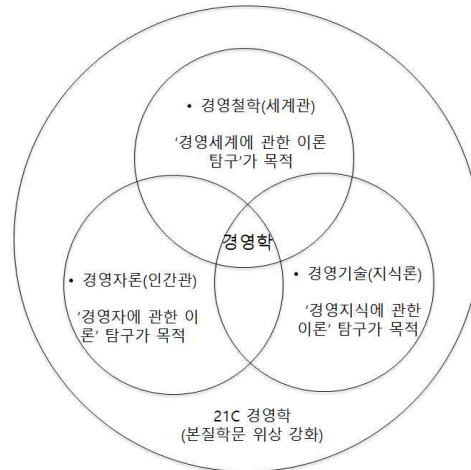 • 경영철학(세계관)
'경영세계에 관한 이론
탐구'가 목적
경영학
• 경영자론(인간관)
'경영자에 관한 이
론' 탐구가 목적
• 경영기술(지식론)
'경영지식에 관한
이론' 탐구가 목적
21C 경영학
(본질학문 위상 강화)